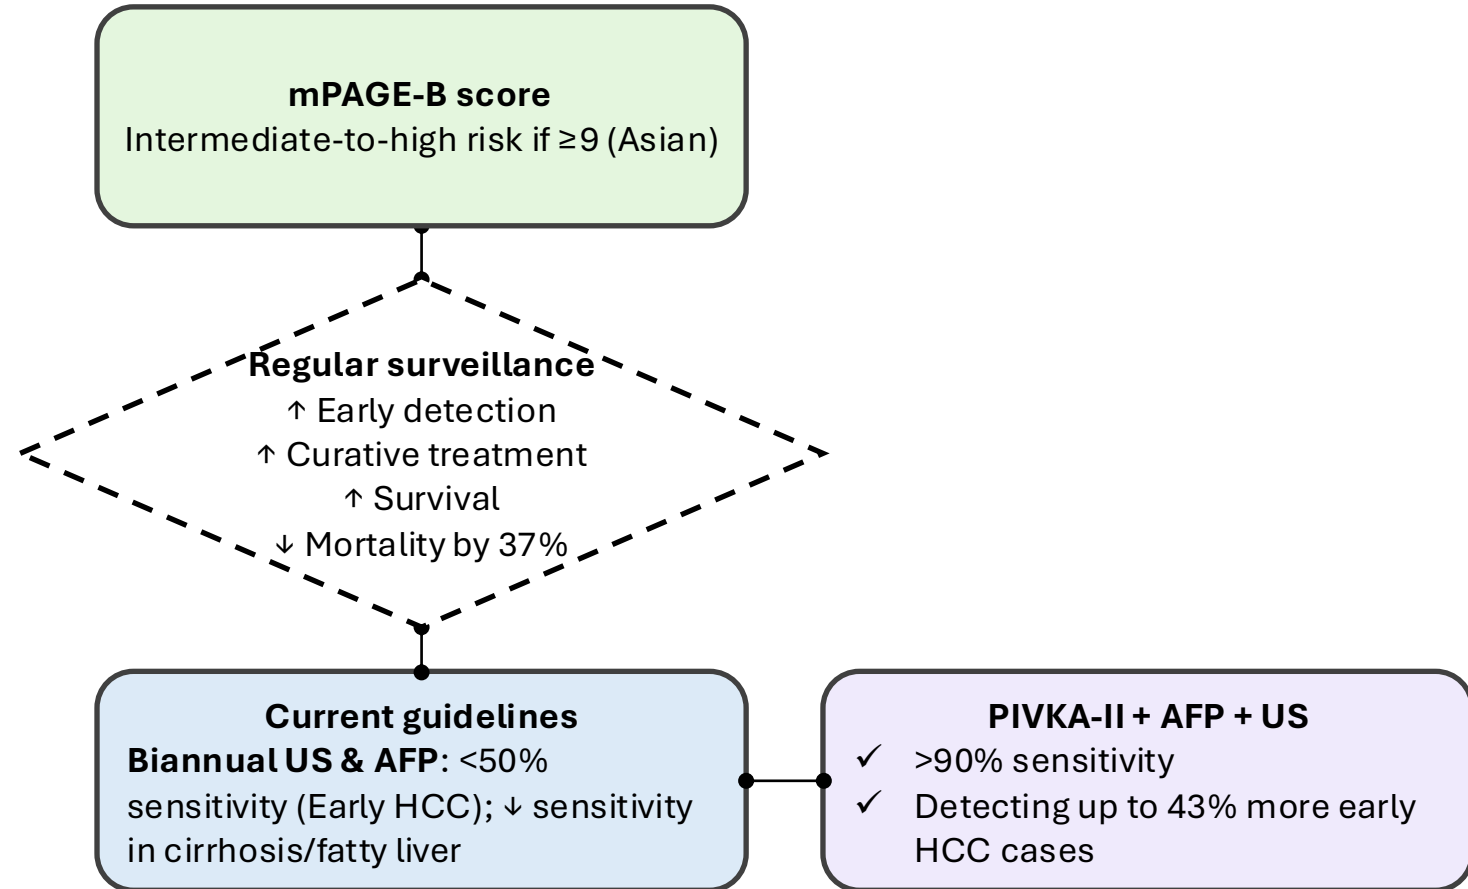 mPAGE-B score
Intermediate-to-high risk if ≥9 (Asian)
Regular surveillance
↑ Early detection
↑ Curative treatment
↑ Survival
↓ Mortality by 37%
Current guidelines
Biannual US & AFP: <50%
sensitivity (Early HCC); ↓ sensitivity
in cirrhosis/fatty liver
PIVKA-II + AFP + US
✓ >90% sensitivity
✓ Detecting up to 43% more early
HCC cases